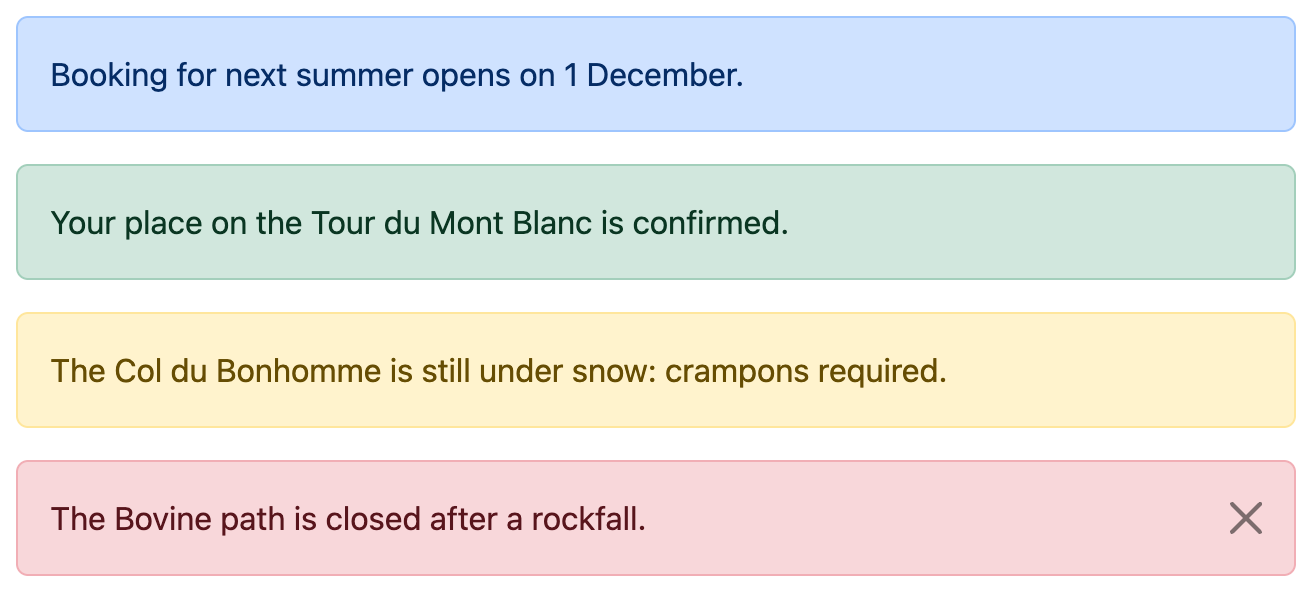 Booking for next summer opens on 1 December.
Your place on the Tour du Mont Blanc is confirmed.
The Col du Bonhomme is still under snow: crampons required.
The Bovine path is closed after a rockfall.